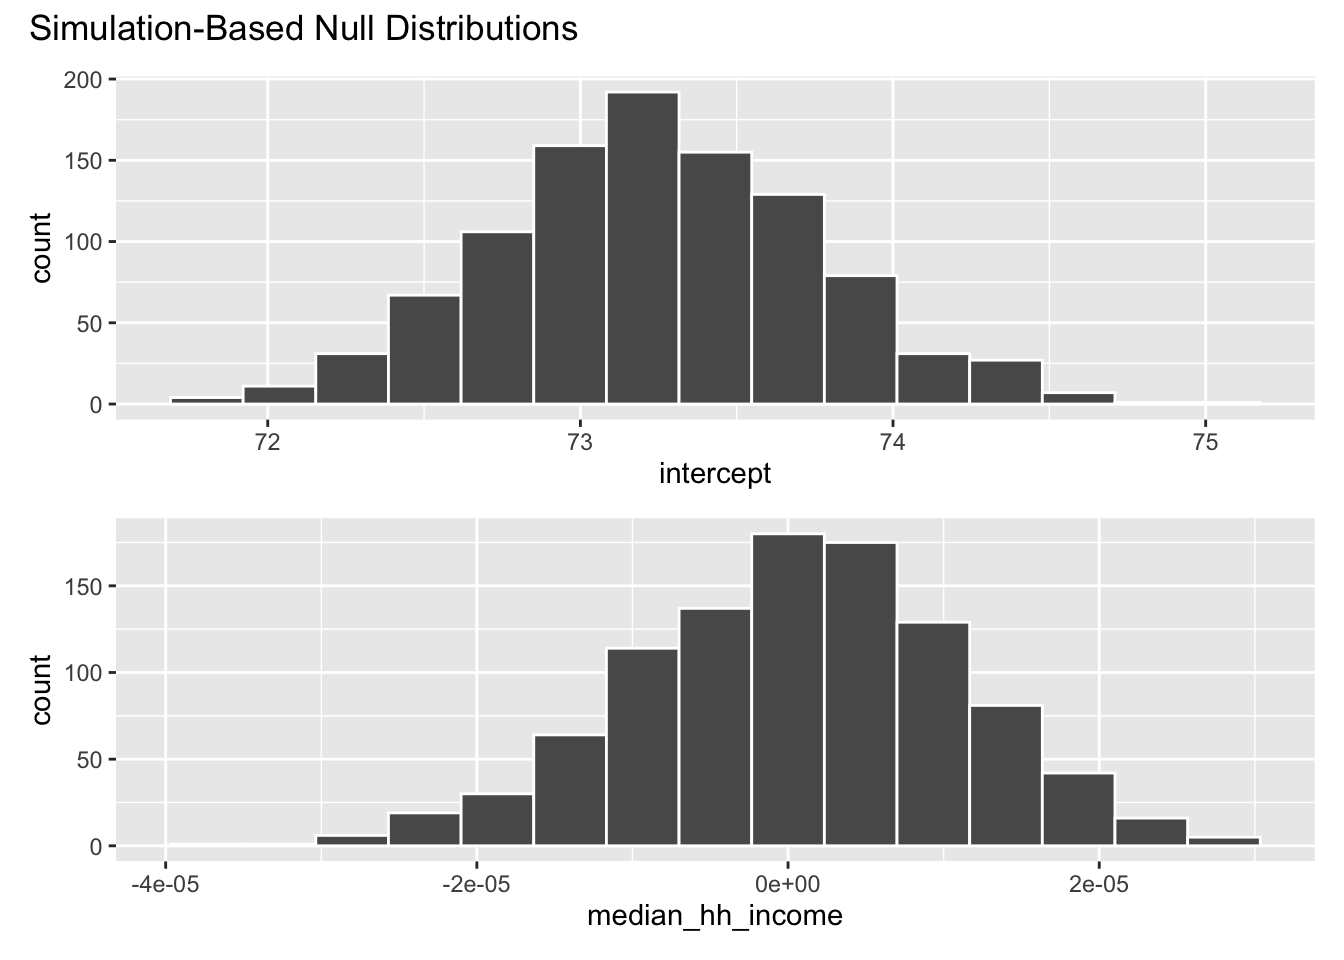 Simulation-Based Null Distributions
200
150
100
50
0
count
72 73 74 75
intercept
150
100
50
0
count
-4e-05 -2e-05 0e+00 2e-05
median_hh_income